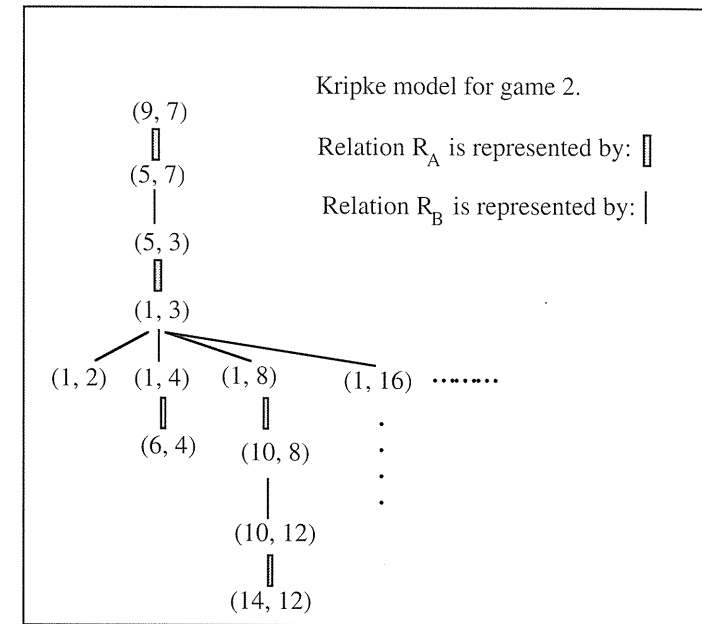 Kripke model for game 2.
(9, 7)
Relation R_A is represented by:
(5, 7)
Relation R_B is represented by:
(5, 3)
(1, 3)
(1, 2) (1, 4) (1, 8) (1, 16) .........
(6, 4) (10, 8)
(10, 12)
(14, 12)